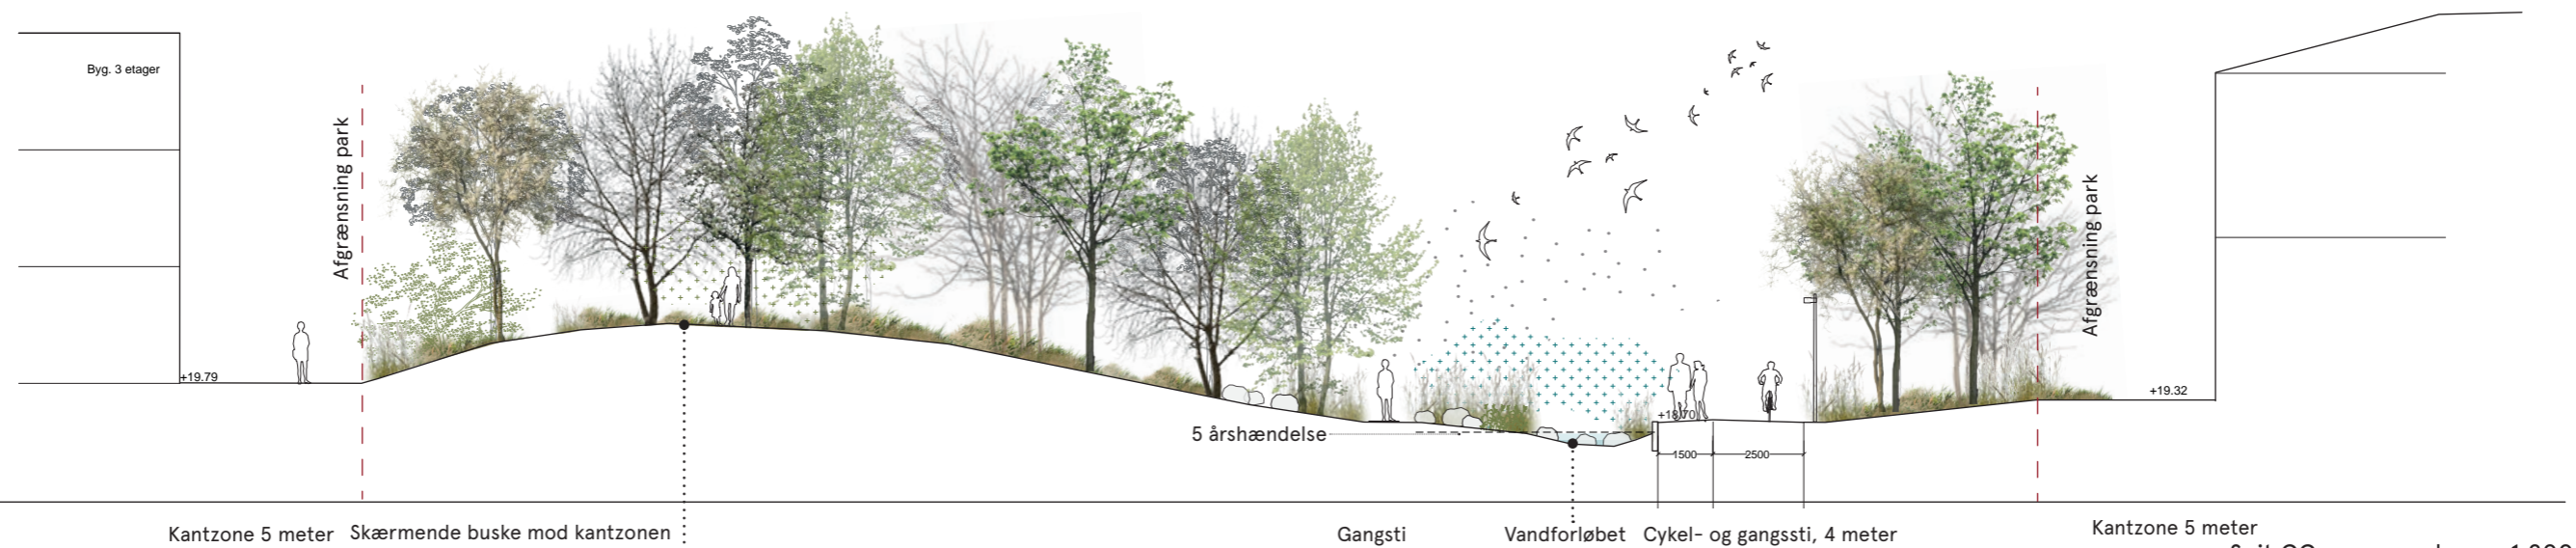 Byg. 3 etager
Afgrænsning park
Afgrænsning park
+19.79
+19.32
+18.70
5 årshændelse
1500
2500
Kantzone 5 meter
Skærmende buske mod kantzonen
Gangsti
Vandforløbet
Cykel- og gangssti, 4 meter
Kantzone 5 meter